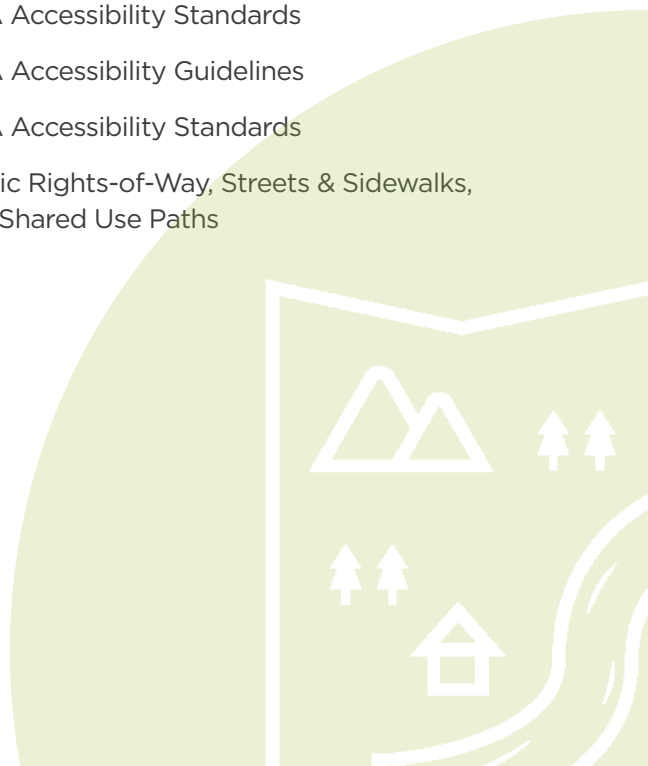 Accessibility Standards
Accessibility Guidelines
Accessibility Standards
ic Rights-of-Way, Streets & Sidewalks,
Shared Use Paths